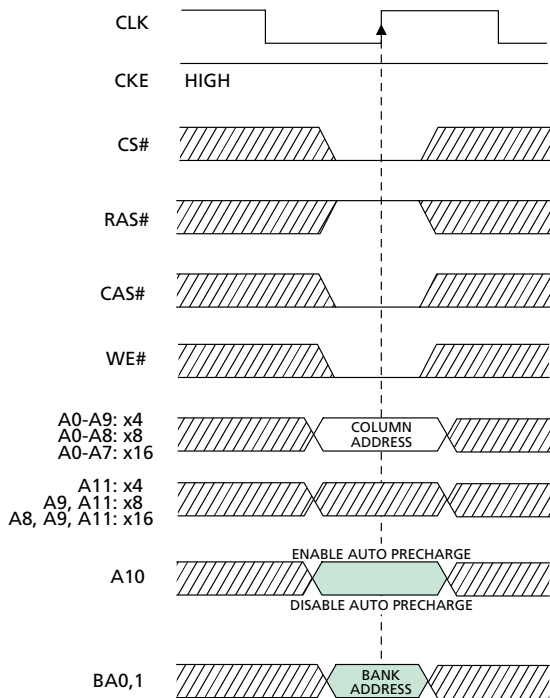 CLK
CKE HIGH
CS#
RAS#
CAS#
WE#
A0-A9: x4
A0-A8: x8
A0-A7: x16
COLUMN
ADDRESS
A11: x4
A9, A11: x8
A8, A9, A11: x16
ENABLE AUTO PRECHARGE
A10
DISABLE AUTO PRECHARGE
BA0,1
BANK
ADDRESS